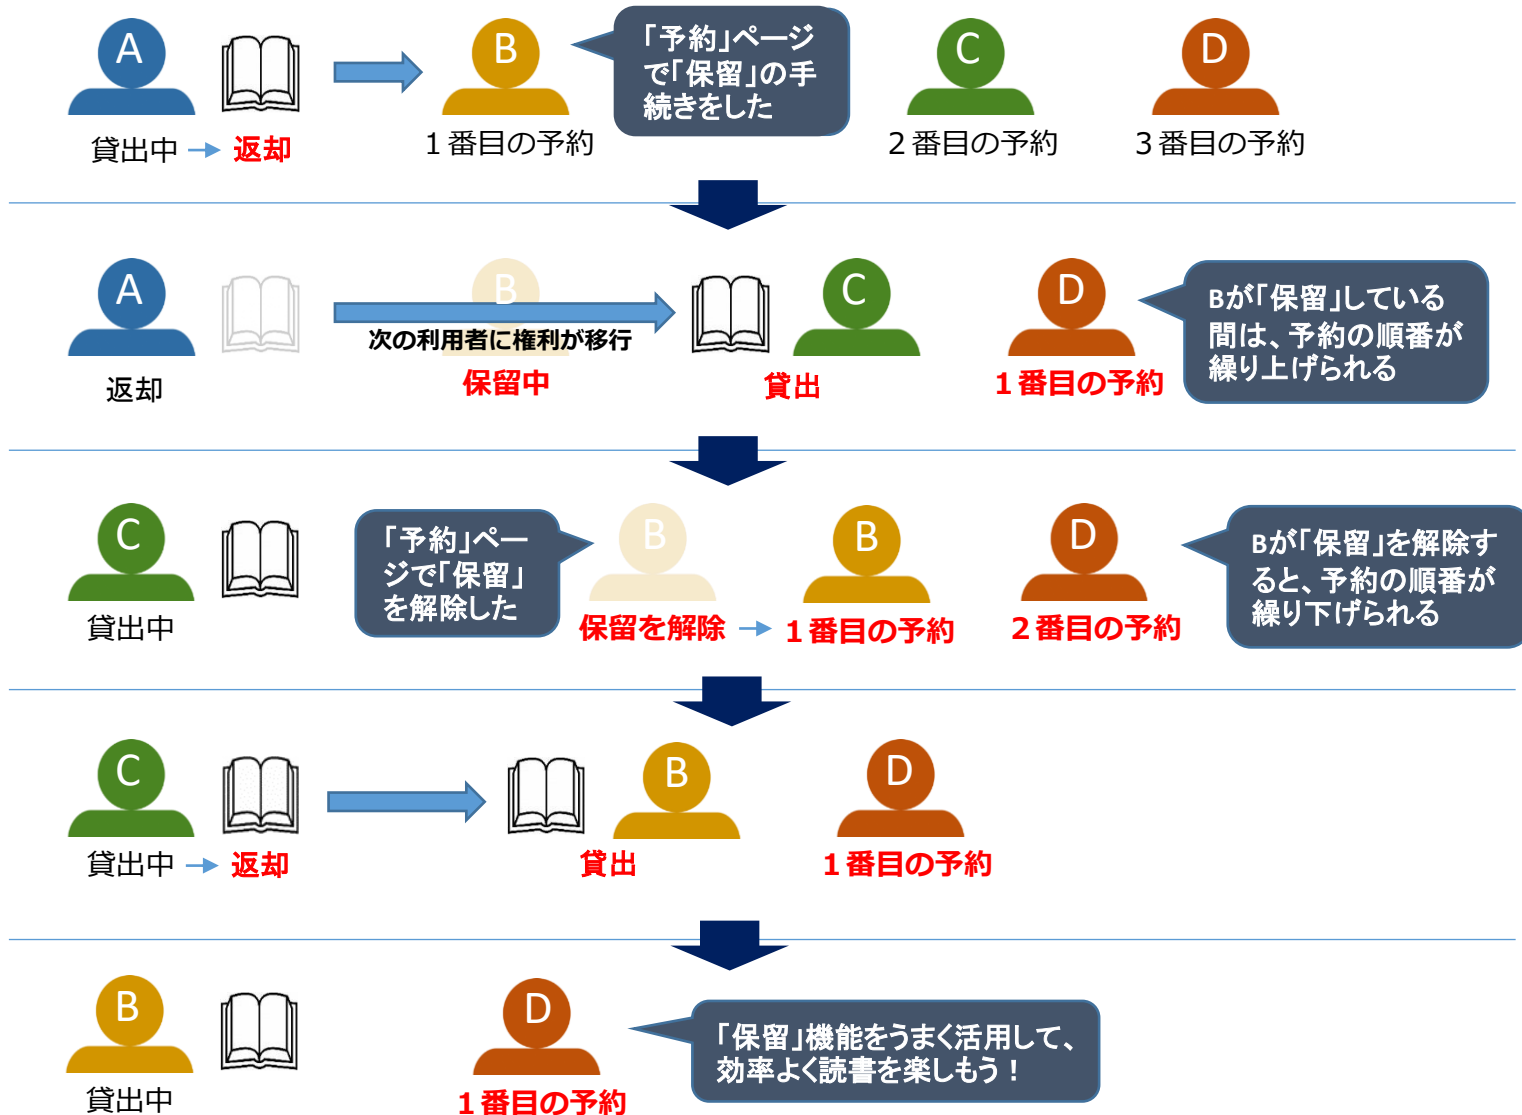 A
B
「予約」ページ
で「保留」の手
続きをした
C
D
貸出中
返却
１番目の予約
２番目の予約
３番目の予約
A
B
C
D
次の利用者に権利が移行
Bが「保留」している
間は、予約の順番が
繰り上げられる
返却
保留中
貸出
１番目の予約
C
「予約」ペー
ジで「保留」
を解除した
B
B
D
Bが「保留」を解除す
ると、予約の順番が
繰り下げられる
貸出中
保留を解除
１番目の予約
２番目の予約
C
B
D
貸出中
返却
貸出
１番目の予約
B
D
「保留」機能をうまく活用して、
効率よく読書を楽しもう！
貸出中
１番目の予約